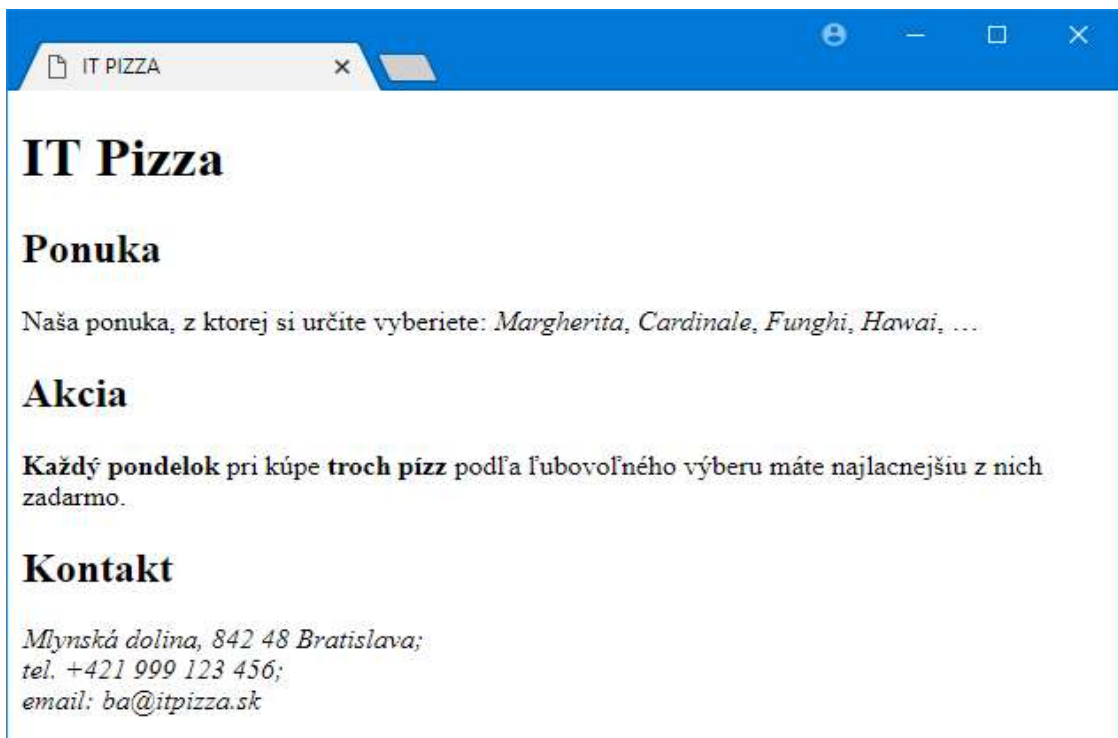 IT PIZZA
IT Pizza
Ponuka
Naša ponuka, z ktorej si určite vyberiete: Margherita, Cardinale, Funghi, Hawai, …
Akcia
Každý pondelok pri kúpe troch pízz podľa ľubovoľného výberu máte najlacnejšiu z nich
zadarmo.
Kontakt
Mlynská dolina, 842 48 Bratislava;
tel. +421 999 123 456;
email: ba@itpizza.sk